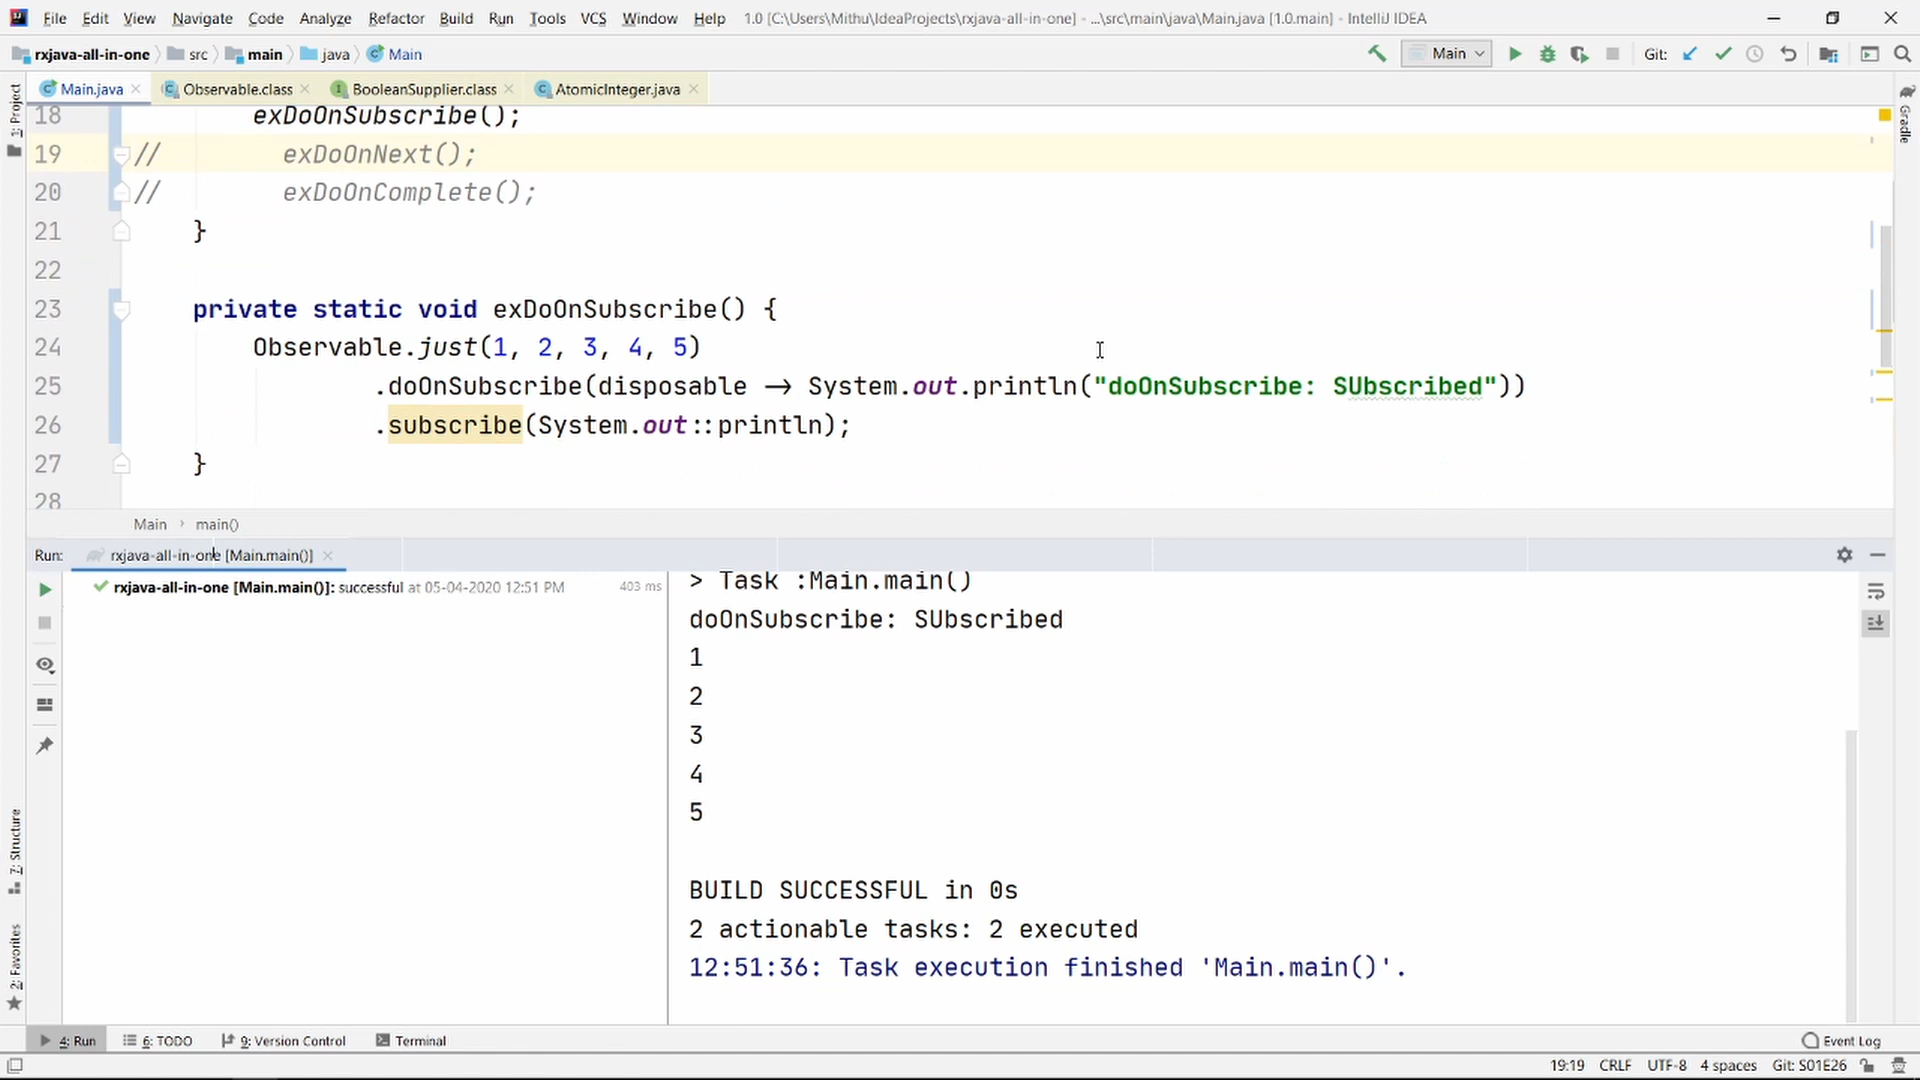 File Edit View Navigate Code Analyze Refactor Build Run Tools VCS Window Help 1.0 [C:\Users\Mithu\IdeaProjects\rxjava-all-in-one] - ...\src\main\java\Main.java [1.0.main] - IntelliJ IDEA
rxjava-all-in-one src main java Main Main Git:
Main.java Observable.class BooleanSupplier.class AtomicInteger.java
1: Project
Gradle
18 exDoOnSubscribe();
19 // exDoOnNext();
20 // exDoOnComplete();
21 }
22
23 private static void exDoOnSubscribe() {
24 Observable.just(1, 2, 3, 4, 5)
25 .doOnSubscribe(disposable → System.out.println("doOnSubscribe: SUbscribed"))
26 .subscribe(System.out::println);
27 }
28
Main › main()
Run: rxjava-all-in-one [Main.main()]
rxjava-all-in-one [Main.main()]: successful at 05-04-2020 12:51 PM 403 ms
> Task :Main.main()
doOnSubscribe: SUbscribed
1
2
3
4
5
BUILD SUCCESSFUL in 0s
2 actionable tasks: 2 executed
12:51:36: Task execution finished 'Main.main()'.
7: Structure
2: Favorites
4: Run 6: TODO 9: Version Control Terminal Event Log
19:19 CRLF UTF-8 4 spaces Git: S01E26